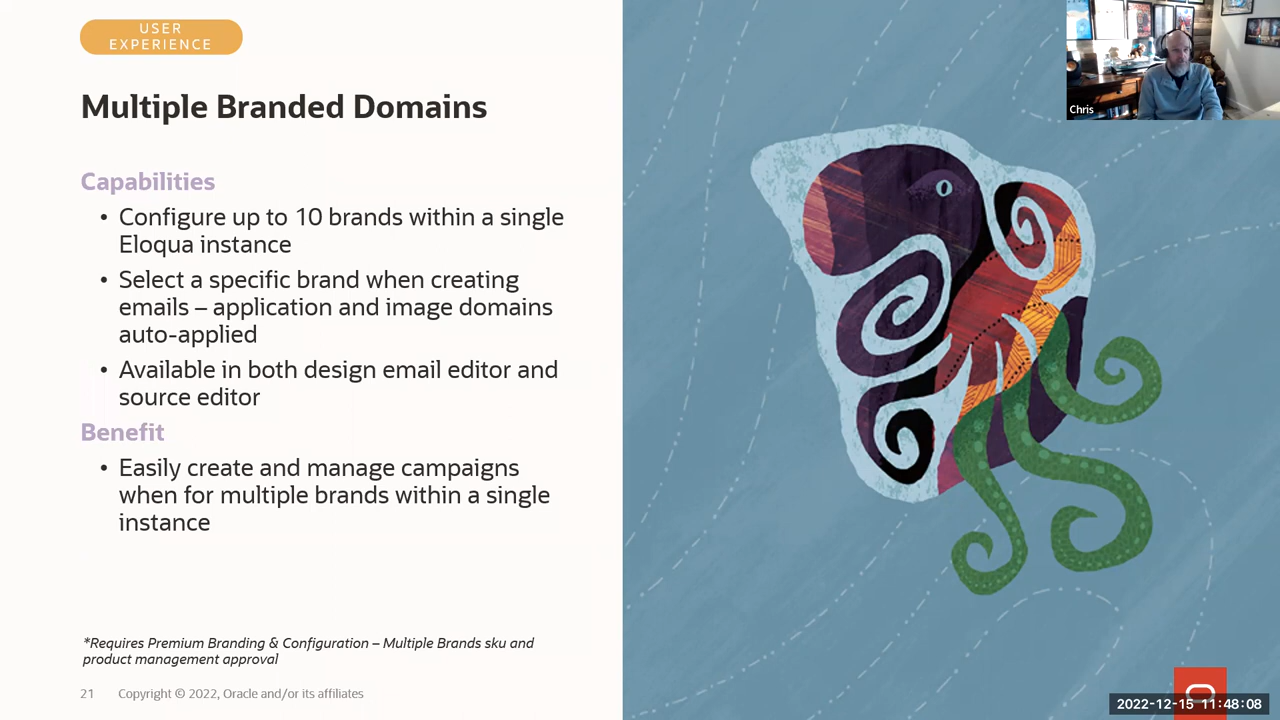 USER
EXPERIENCE
Multiple Branded Domains
Capabilities
• Configure up to 10 brands within a single
Eloqua instance
• Select a specific brand when creating
emails – application and image domains
auto-applied
• Available in both design email editor and
source editor
Benefit
• Easily create and manage campaigns
when for multiple brands within a single
instance
*Requires Premium Branding & Configuration – Multiple Brands sku and
product management approval
21 Copyright © 2022, Oracle and/or its affiliates
Chris
2022-12-15 11:48:08